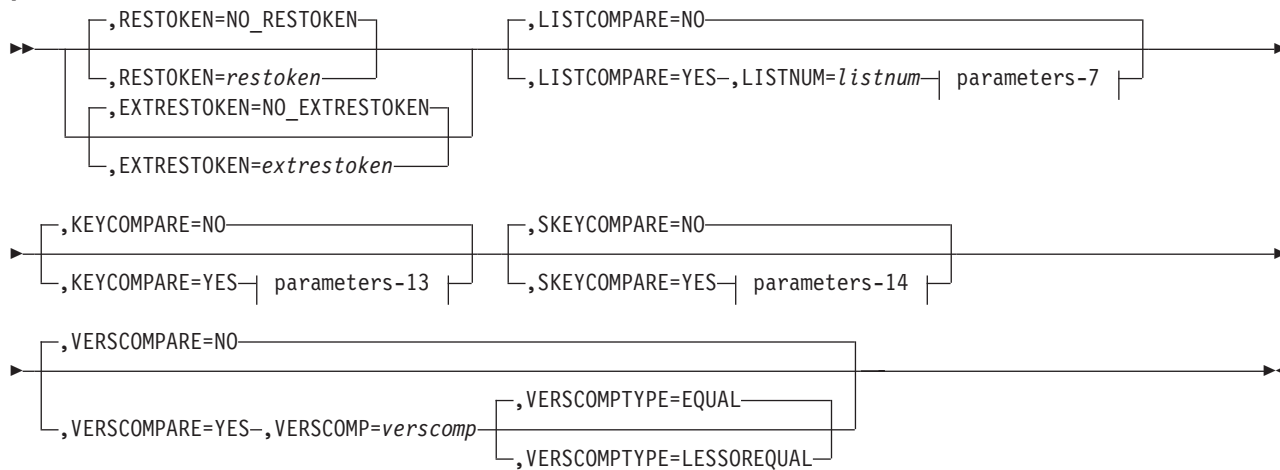 ,RESTOKEN=NO_RESTOKEN ,LISTCOMPARE=NO
,RESTOKEN=restoken ,LISTCOMPARE=YES ,LISTNUM=listnum parameters-7
,EXTRESTOKEN=NO_EXTRESTOKEN
,EXTRESTOKEN=extrestoken
,KEYCOMPARE=NO ,SKEYCOMPARE=NO
,KEYCOMPARE=YES parameters-13 ,SKEYCOMPARE=YES parameters-14
,VERSCOMPARE=NO
,VERSCOMPTYPE=EQUAL
,VERSCOMPARE=YES ,VERSCOMP=verscomp
,VERSCOMPTYPE=LESSOREQUAL